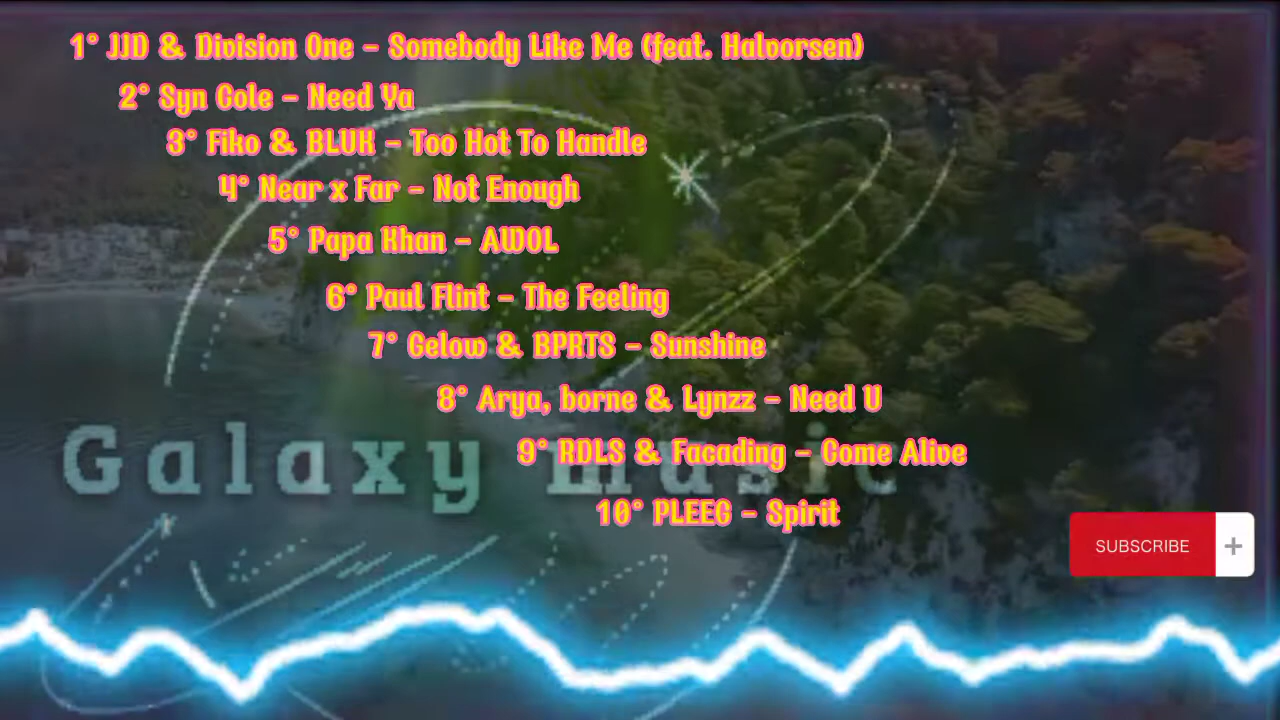 1° JJD & Division One - Somebody Like Me (feat. Halvorsen)
2° Syn Cole - Need Ya
3° Fiko & BLUK - Too Hot To Handle
4° Near x Far - Not Enough
5° Papa Khan - AWOL
6° Paul Flint - The Feeling
7° Gelow & BPRTS - Sunshine
8° Arya, borne & Lynzz - Need U
9° RDLS & Facading - Come Alive
Galaxy music
10° PLEEG - Spirit
SUBSCRIBE +